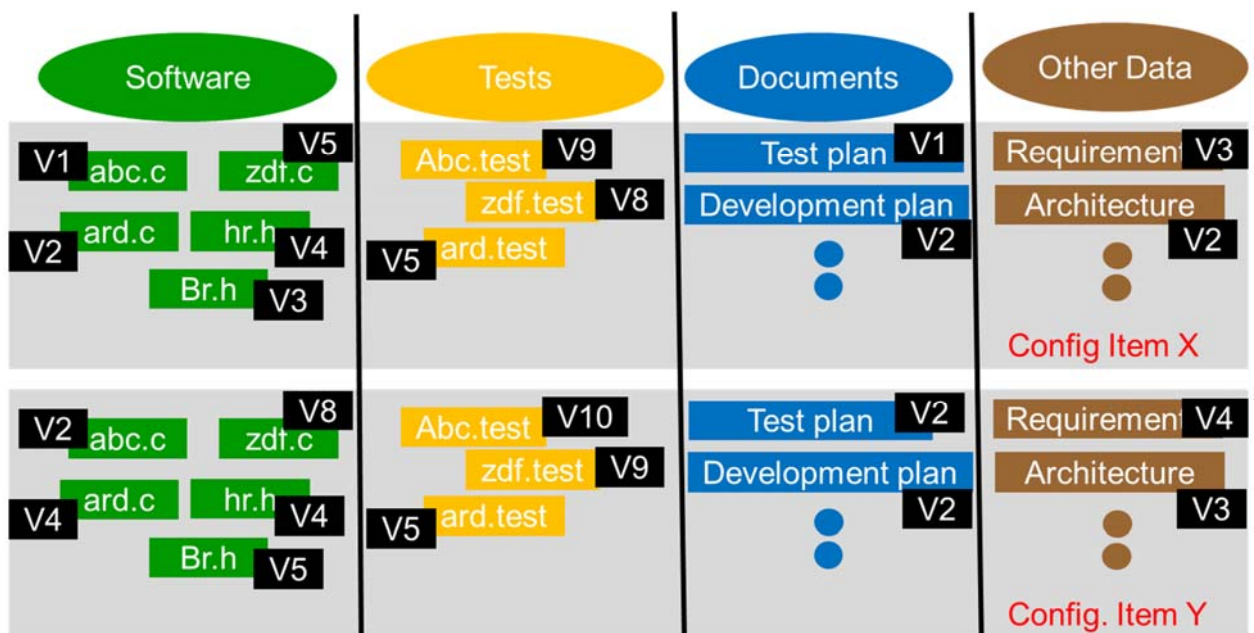 Software
Tests
Documents
Other Data
V1
abc.c
V5
zdf.c
V2
ard.c
hr.h
V4
Br.h
V3
Abc.test
V9
zdf.test
V8
V5
ard.test
Test plan
V1
Development plan
V2
Requirement
V3
Architecture
V2
Config Item X
V2
abc.c
V8
zdf.c
V4
ard.c
hr.h
V4
Br.h
V5
Abc.test
V10
zdf.test
V9
V5
ard.test
Test plan
V2
Development plan
V2
Requirement
V4
Architecture
V3
Config. Item Y